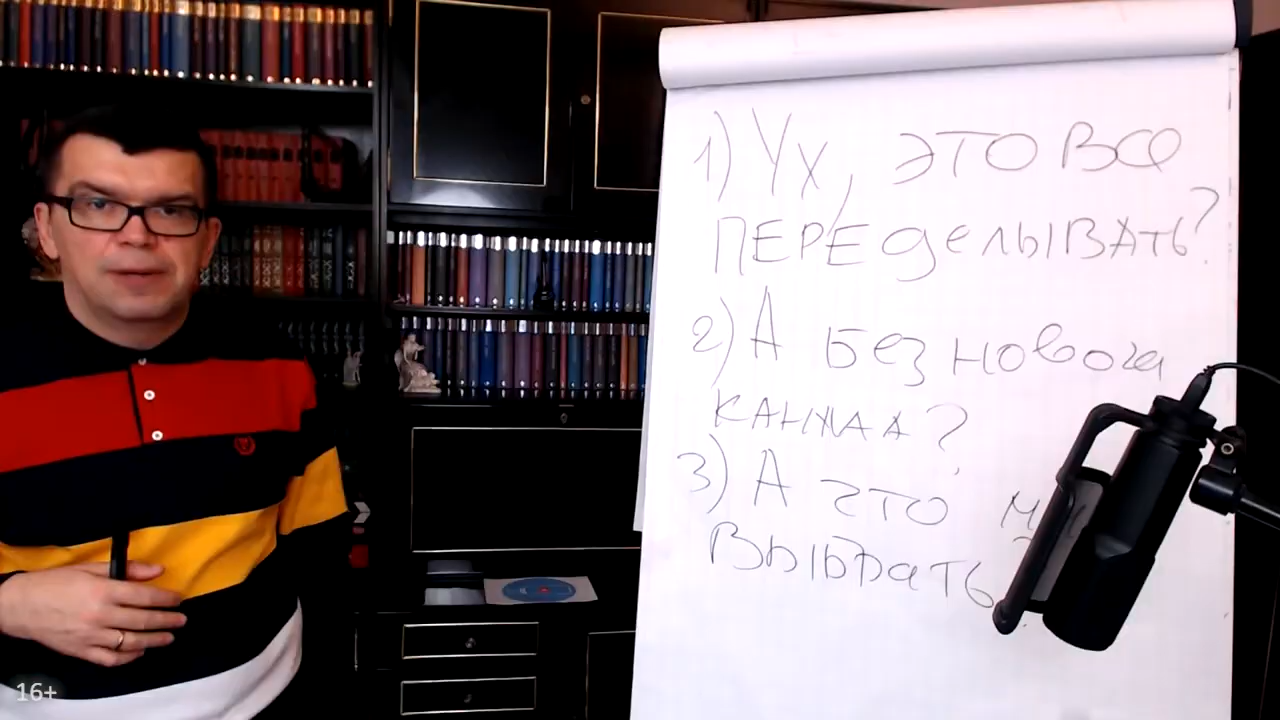 1) Ух, это все
переделывать?
2) А без нового
канала?
3) А что
выбрать
16+